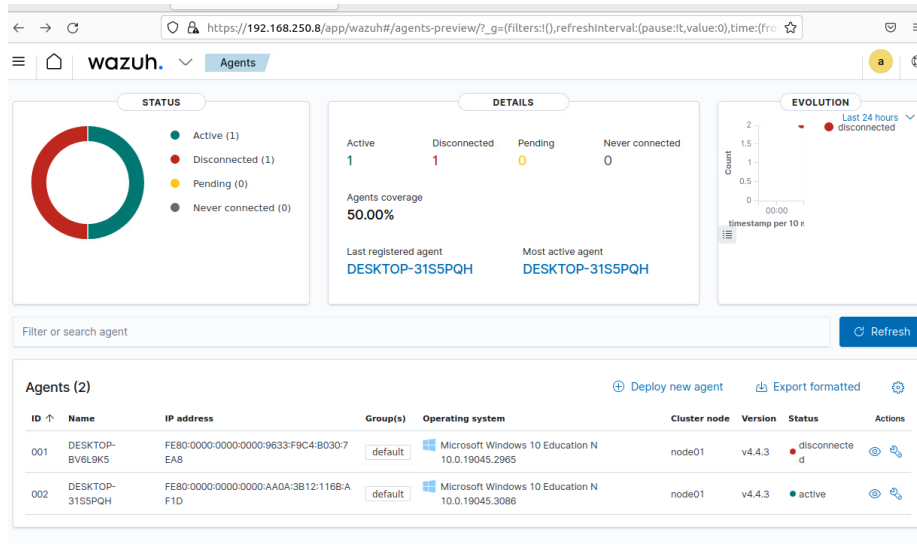 https://192.168.250.8/app/wazuh#/agents-preview/?_g=(filters:!(),refreshInterval:(pause:!t,value:0),time:(fro
wazuh. Agents a
STATUS
Active (1)
Disconnected (1)
Pending (0)
Never connected (0)
DETAILS
Active Disconnected Pending Never connected
1 1 0 0
Agents coverage
50.00%
Last registered agent Most active agent
DESKTOP-31S5PQH DESKTOP-31S5PQH
EVOLUTION
Last 24 hours
disconnected
Count
2
1.5
1
0.5
0
00:00
timestamp per 10 m
Filter or search agent
Refresh
Agents (2) Deploy new agent Export formatted
ID Name IP address Group(s) Operating system Cluster node Version Status Actions
001 DESKTOP-BV6L9K5 FE80:0000:0000:0000:9633:F9C4:B030:7EA8 default Microsoft Windows 10 Education N 10.0.19045.2965 node01 v4.4.3 disconnected
002 DESKTOP-31S5PQH FE80:0000:0000:0000:AA0A:3B12:116B:AF1D default Microsoft Windows 10 Education N 10.0.19045.3086 node01 v4.4.3 active